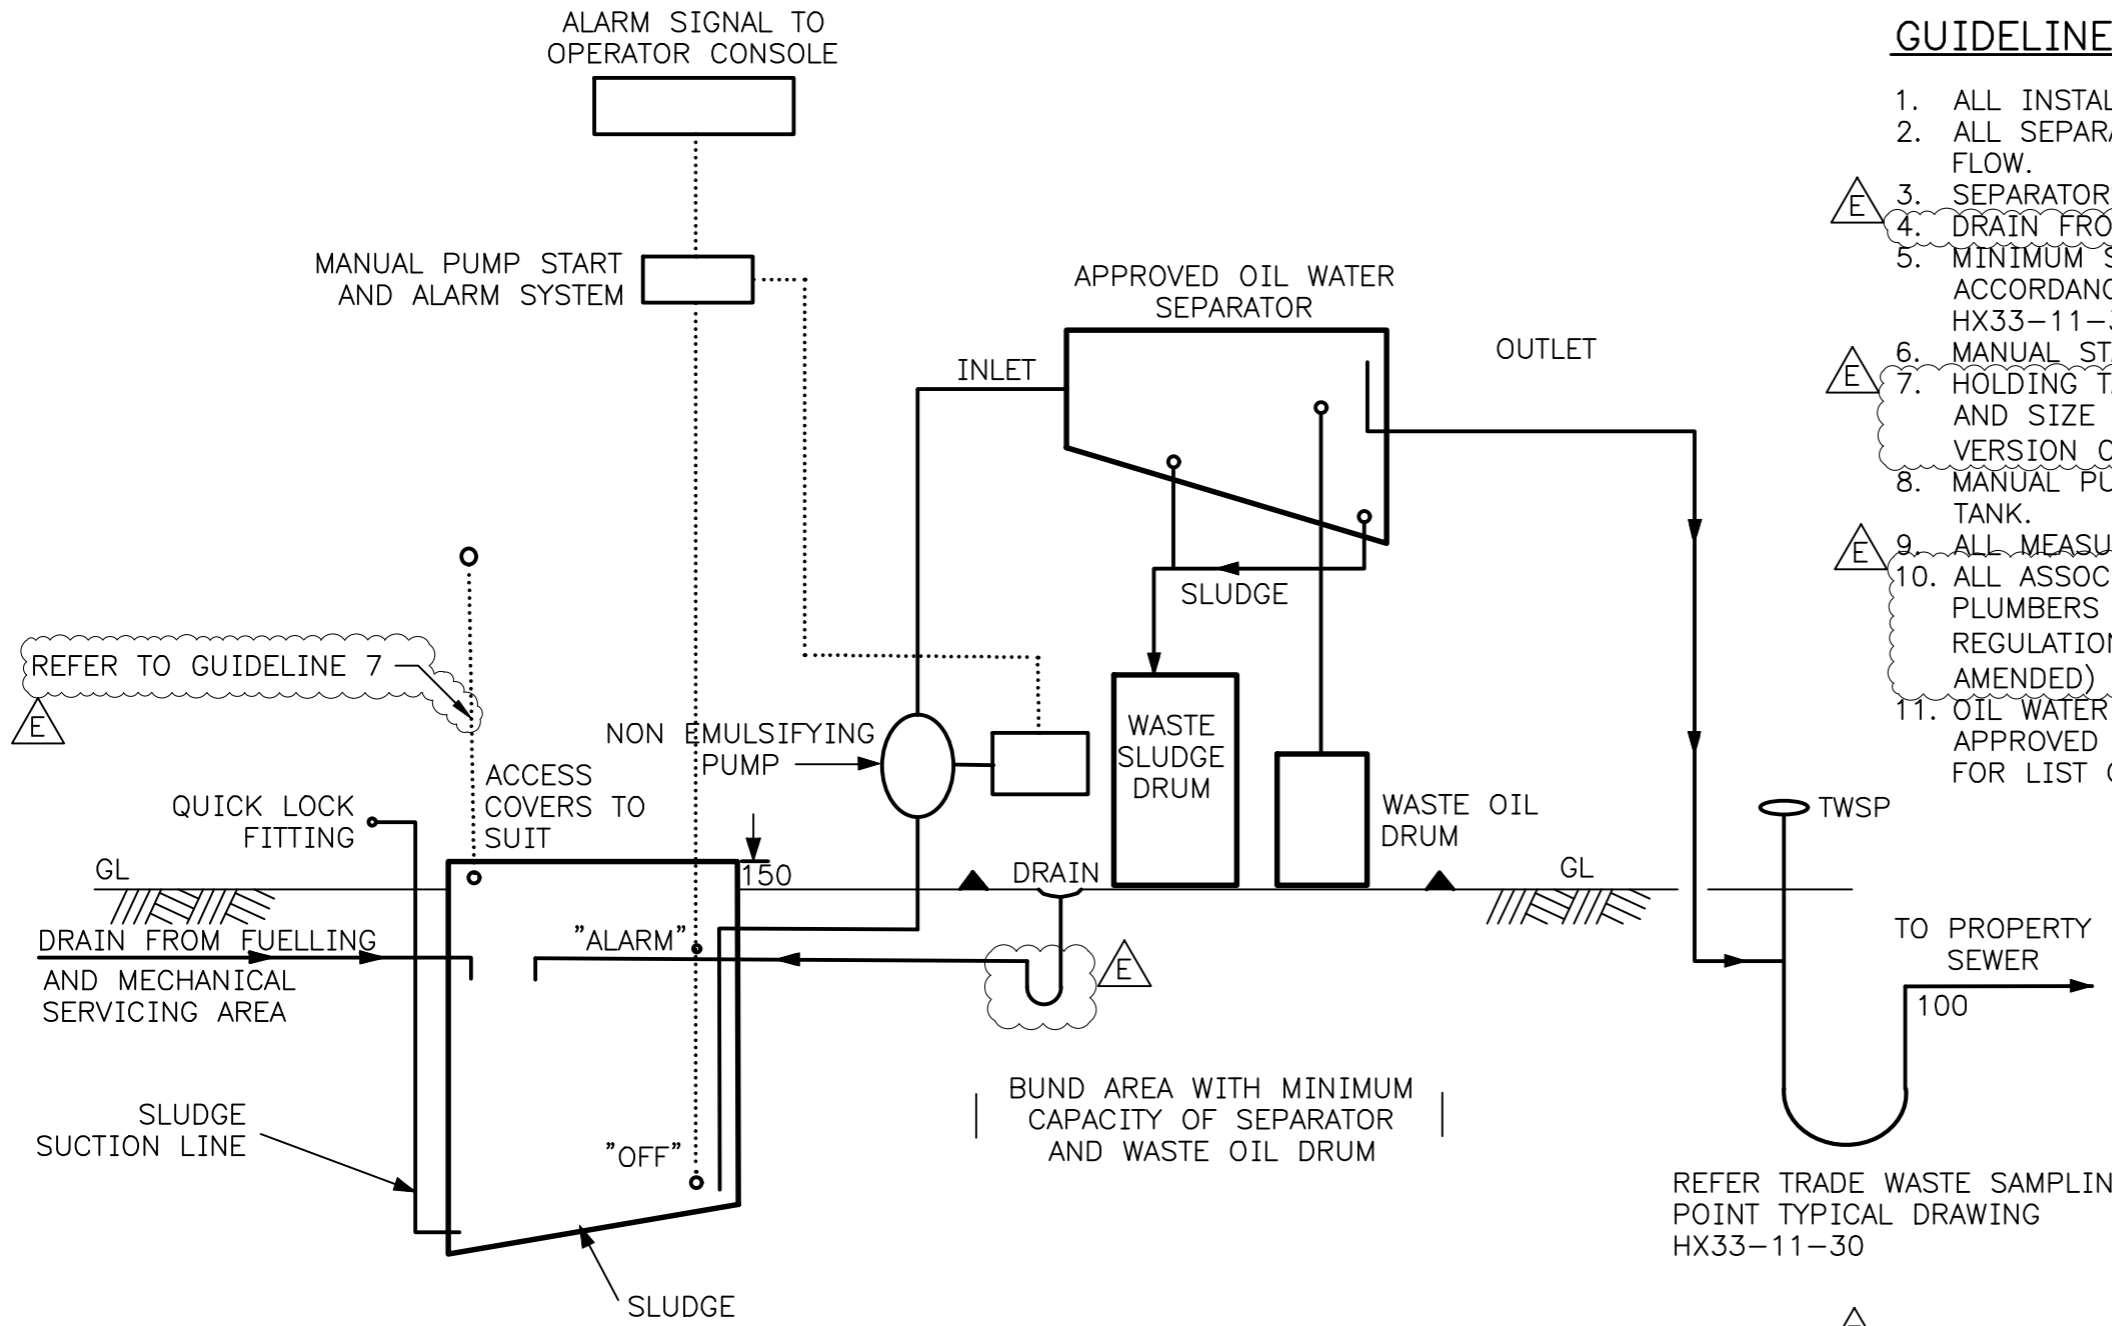 ALARM SIGNAL TO
OPERATOR CONSOLE
MANUAL PUMP START
AND ALARM SYSTEM
APPROVED OIL WATER
SEPARATOR
INLET
OUTLET
SLUDGE
REFER TO GUIDELINE 7
E
NON EMULSIFYING
PUMP
WASTE
SLUDGE
DRUM
WASTE OIL
DRUM
TWSP
ACCESS
COVERS TO
SUIT
QUICK LOCK
FITTING
GL
150
DRAIN
GL
DRAIN FROM FUELLING
AND MECHANICAL
SERVICING AREA
"ALARM"
E
TO PROPERTY
SEWER
100
SLUDGE
SUCTION LINE
"OFF"
BUND AREA WITH MINIMUM
CAPACITY OF SEPARATOR
AND WASTE OIL DRUM
REFER TRADE WASTE SAMPLIN
POINT TYPICAL DRAWING
HX33-11-30
SLUDGE
GUIDELINE
1. ALL INSTAL
2. ALL SEPARA
FLOW.
E
3. SEPARATOR
4. DRAIN FRO
5. MINIMUM S
ACCORDANC
HX33-11-3
6. MANUAL STA
E
7. HOLDING TA
AND SIZE
VERSION O
8. MANUAL PU
TANK.
E
9. ALL MEASU
10. ALL ASSOC
PLUMBERS
REGULATION
AMENDED)
11. OIL WATER
APPROVED
FOR LIST O